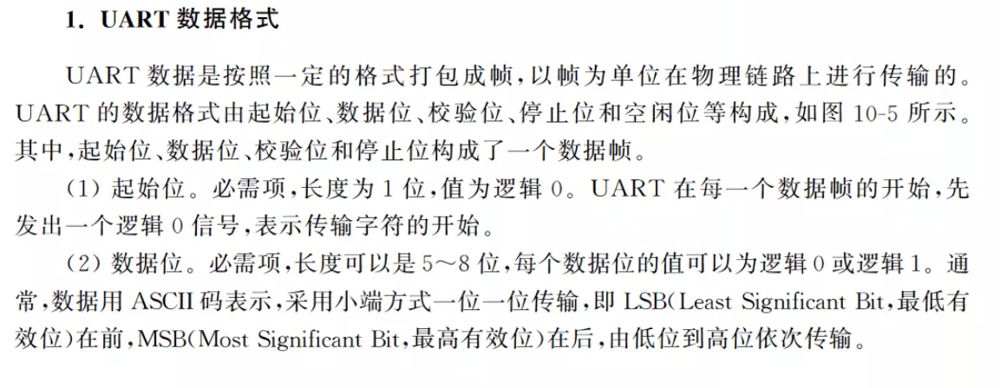 1. UART 数据格式
UART 数据是按照一定的格式打包成帧,以帧为单位在物理链路上进行传输的。
UART 的数据格式由起始位、数据位、校验位、停止位和空闲位等构成,如图 10-5 所示。
其中,起始位、数据位、校验位和停止位构成了一个数据帧。
(1) 起始位。必需项,长度为 1 位,值为逻辑 0。UART 在每一个数据帧的开始,先
发出一个逻辑 0 信号,表示传输字符的开始。
(2) 数据位。必需项,长度可以是 5～8 位,每个数据位的值可以为逻辑 0 或逻辑 1。通
常,数据用 ASCII 码表示,采用小端方式一位一位传输,即 LSB(Least Significant Bit,最低有
效位)在前,MSB(Most Significant Bit,最高有效位)在后,由低位到高位依次传输。